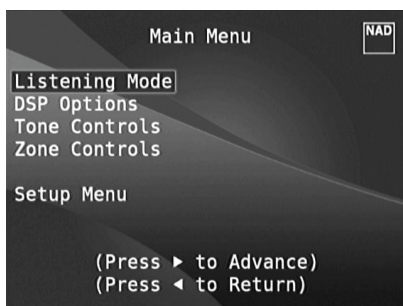 Main Menu
NAD
Listening Mode
DSP Options
Tone Controls
Zone Controls
Setup Menu
(Press ► to Advance)
(Press ◄ to Return)